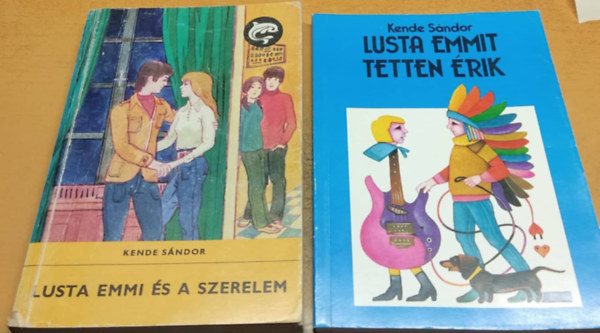 KENDE SÁNDOR
LUSTA EMMI ÉS A SZERELEM
Kende Sándor
LUSTA EMMIT
TETTEN ÉRIK